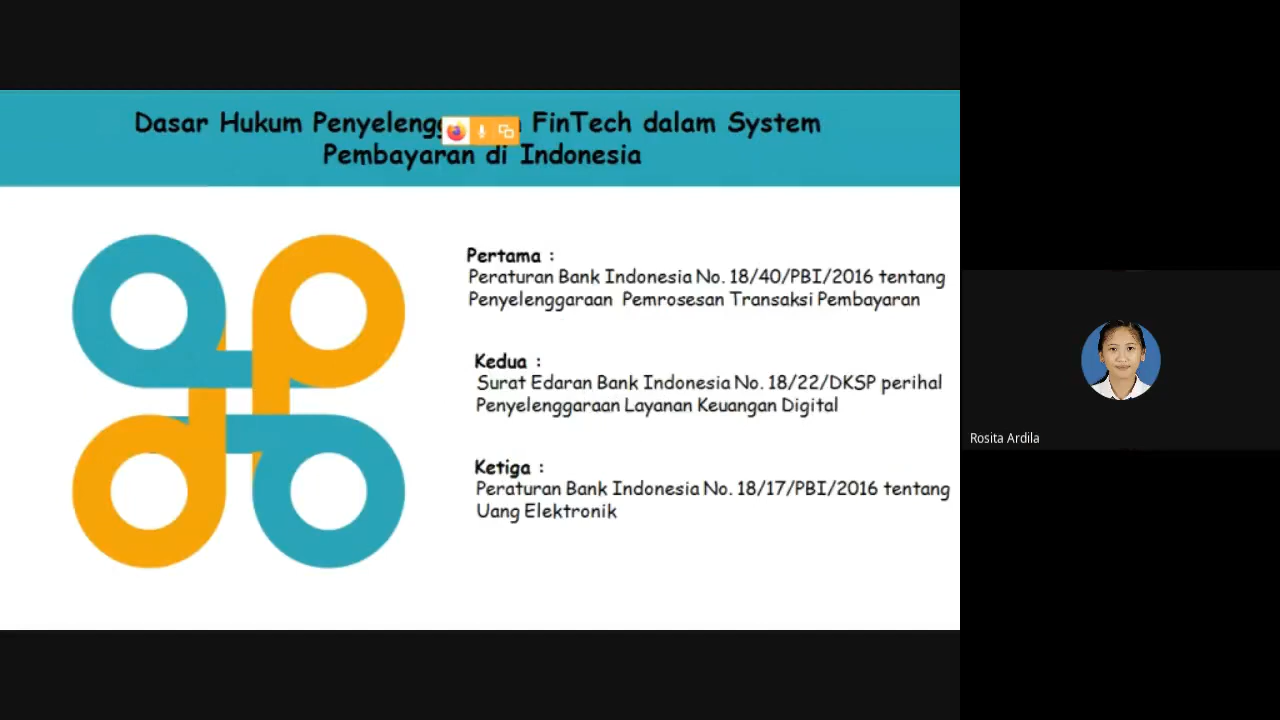 Dasar Hukum FinTech dalam System
Pembayaran di Indonesia
Pertama :
Peraturan Bank Indonesia No. 18/40/PBI/2016 tentang
Penyelenggaraan Pemrosesan Transaksi Pembayaran
Kedua :
Surat Edaran Bank Indonesia No. 18/22/DKSP perihal
Penyelenggaraan Layanan Keuangan Digital
Ketiga :
Peraturan Bank Indonesia No. 18/17/PBI/2016 tentang
Uang Elektronik
Rosita Ardila